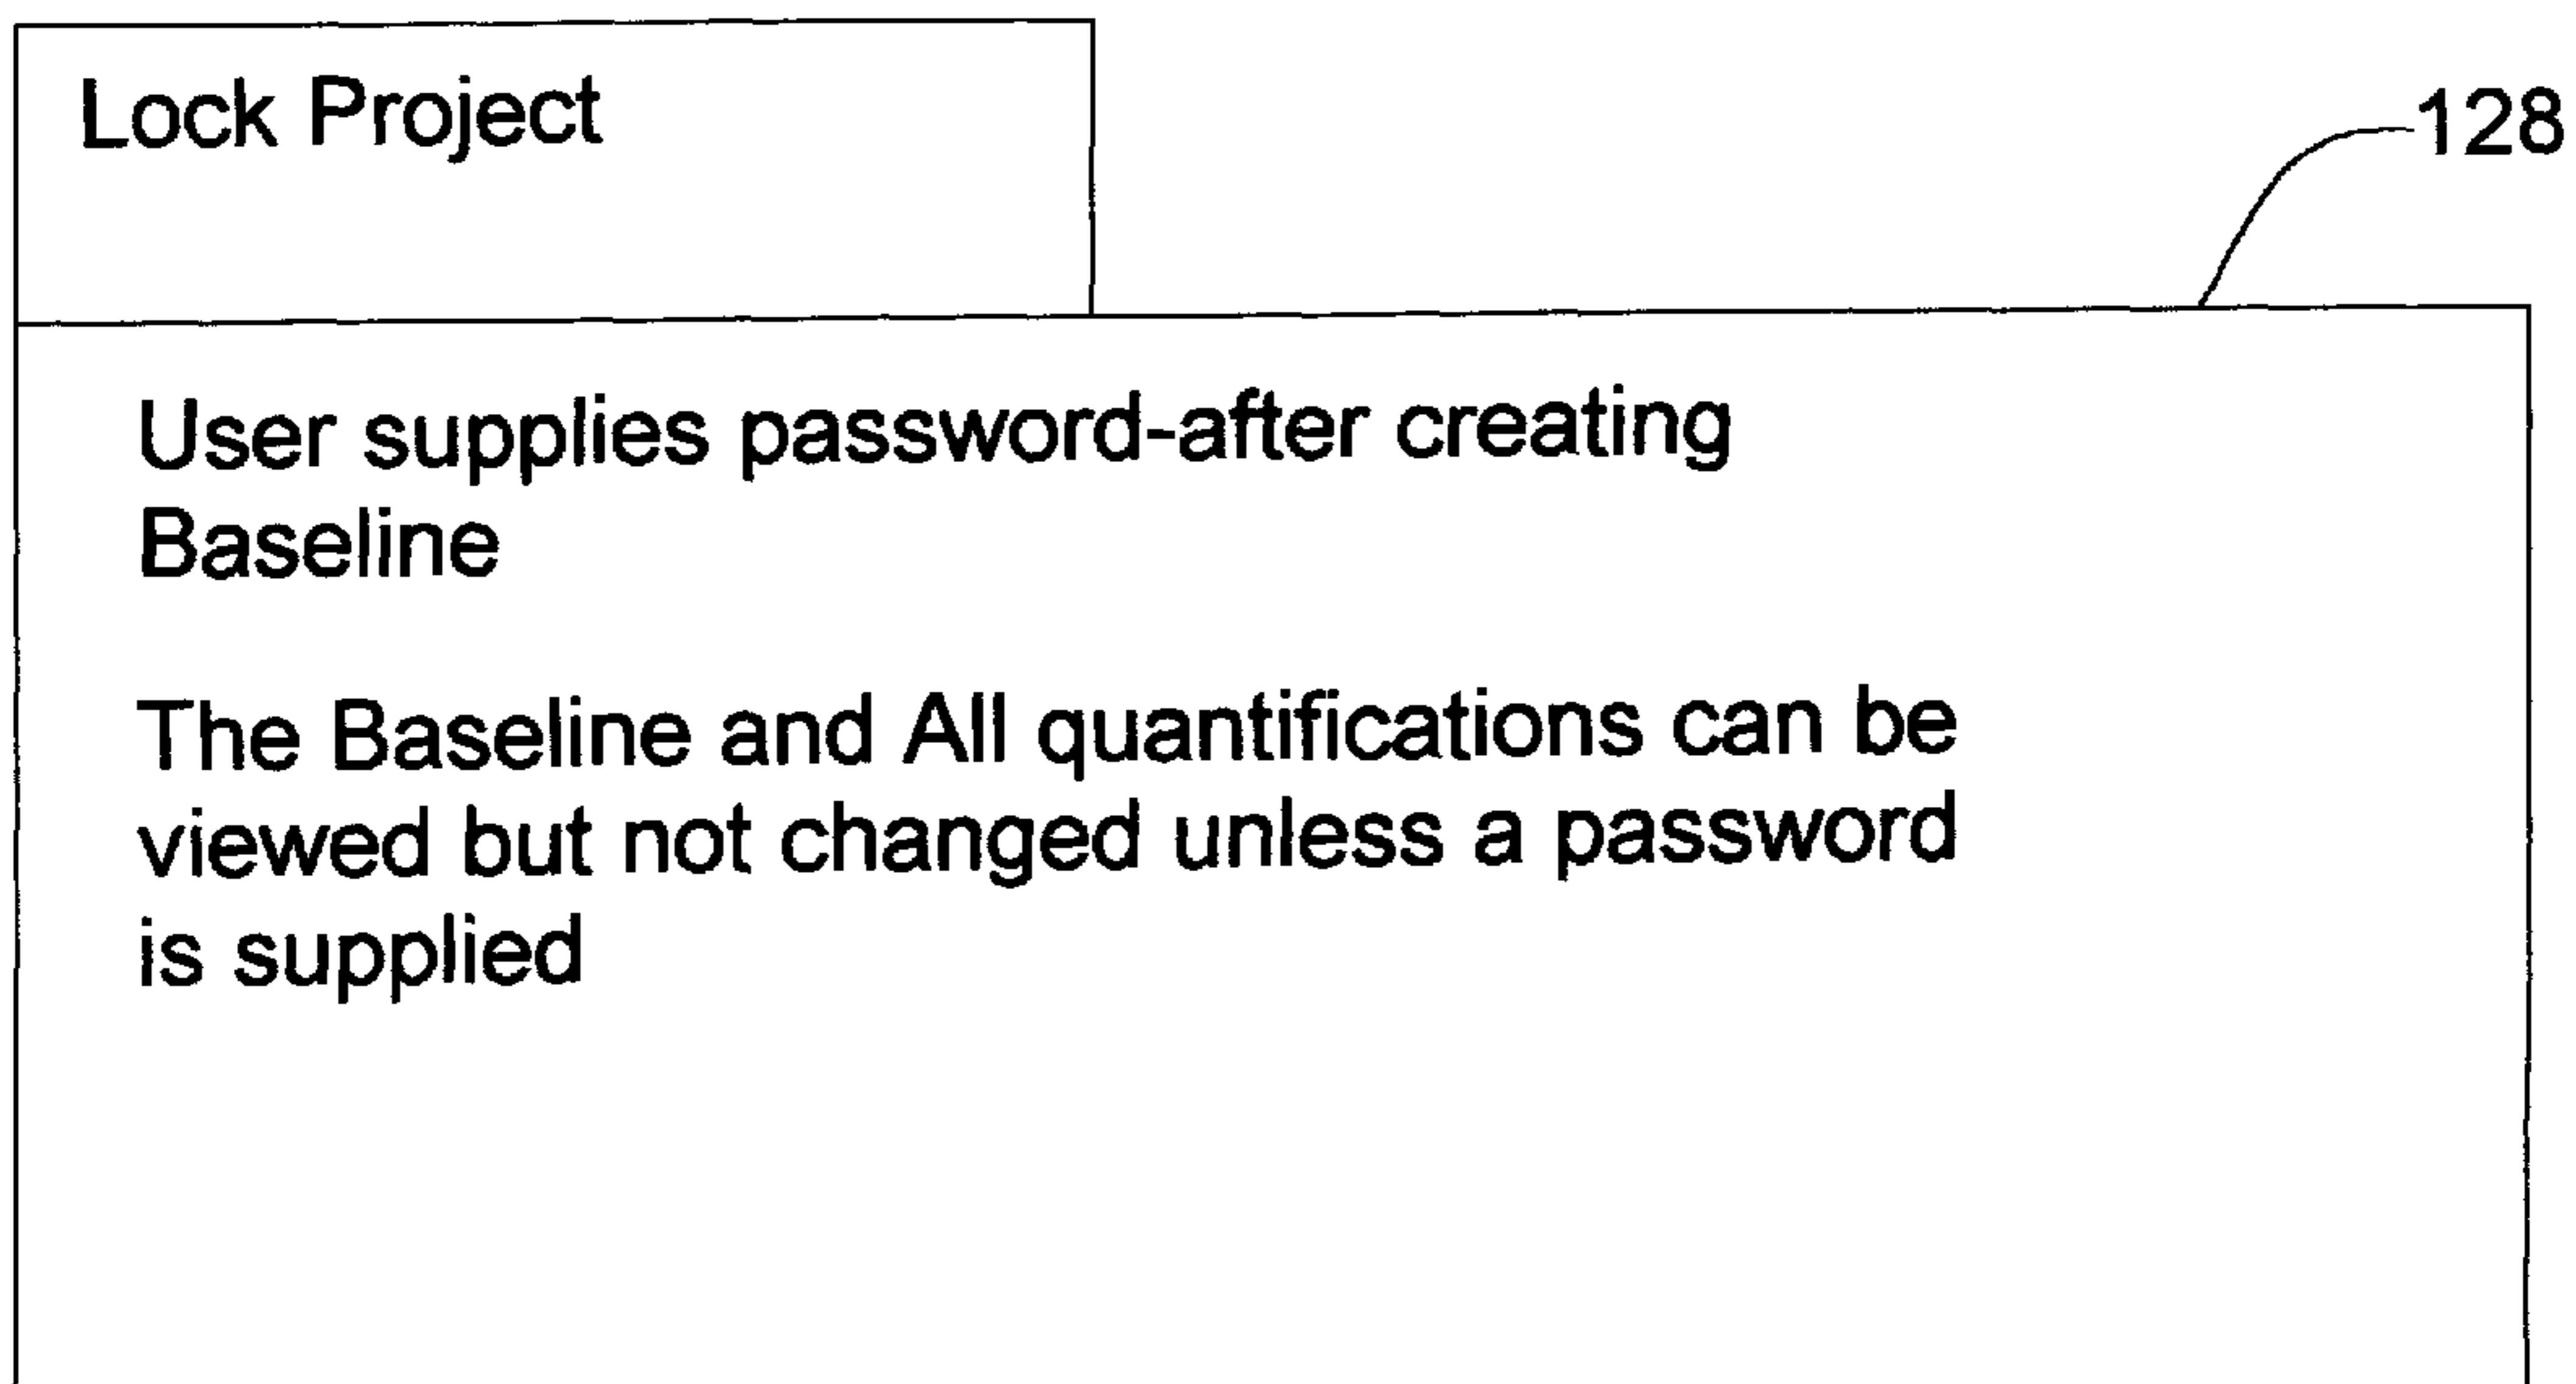 Lock Project
128
User supplies password-after creating
Baseline
The Baseline and All quantifications can be
viewed but not changed unless a password
is supplied